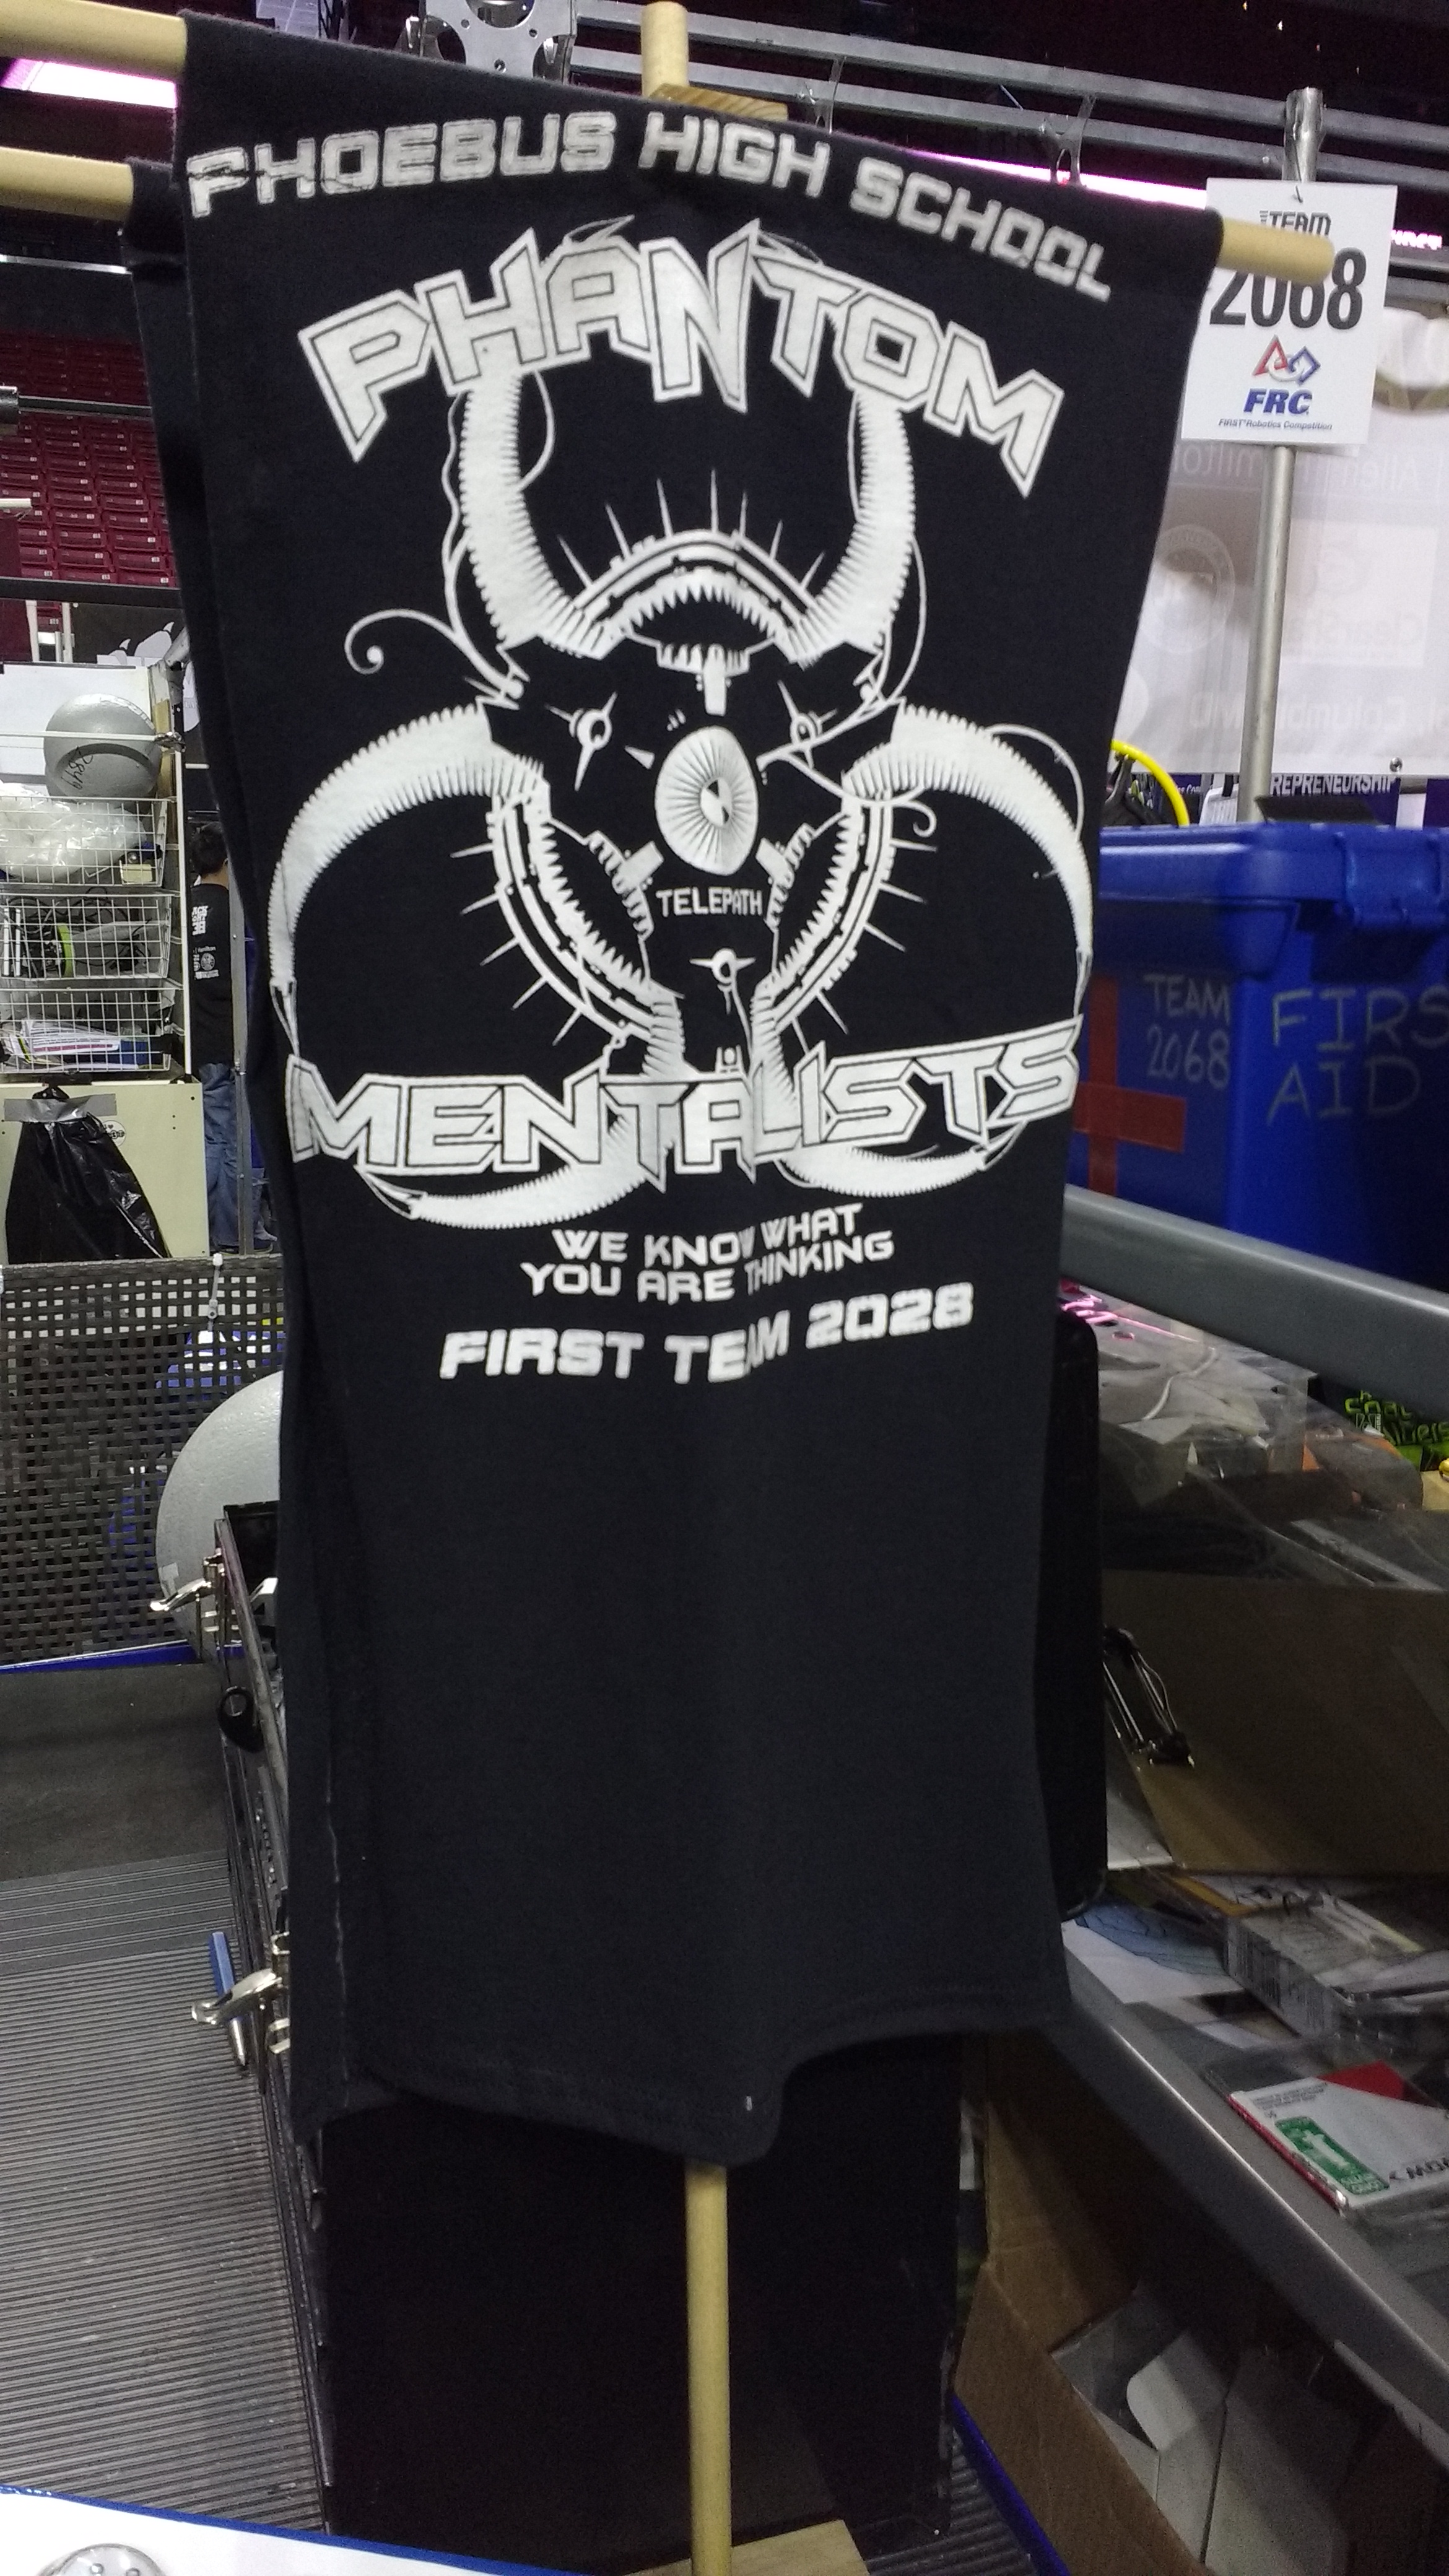 PHOEBUS HIGH SCHOOL
PHANTOM
TELEPATH
MENTALISTS
WE KNOW WHAT
YOU ARE THINKING
FIRST TEAM 2028
TEAM
2068
FRC
FIRST Robotics Competition
REPRENEURSHIP
TEAM
2068
FIRS
AID